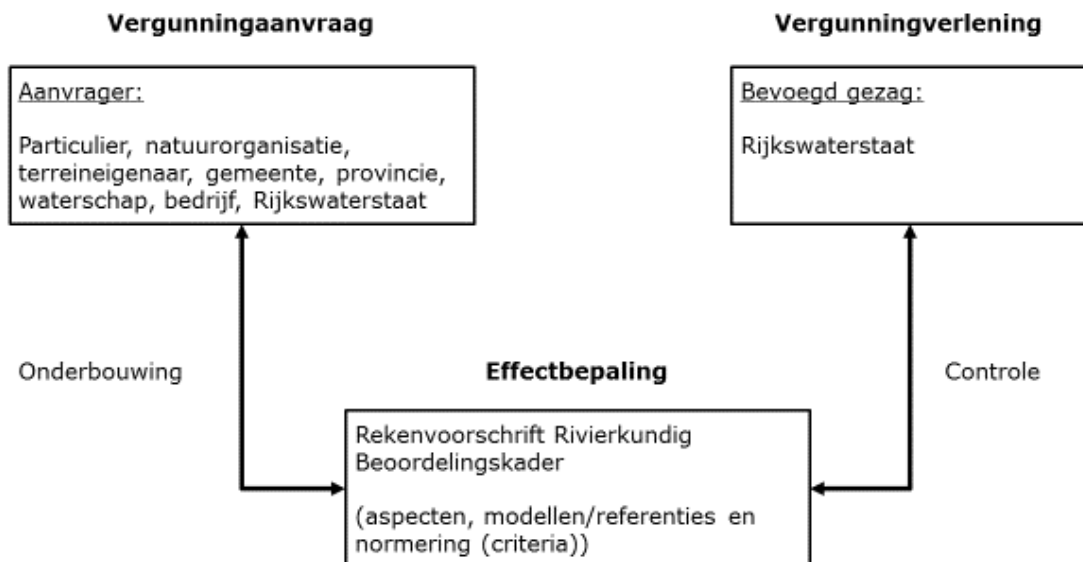 Vergunningaanvraag
Vergunningverlening
Aanvrager:
Particulier, natuurorganisatie,
terreineigenaar, gemeente, provincie,
waterschap, bedrijf, Rijkswaterstaat
Bevoegd gezag:
Rijkswaterstaat
Onderbouwing
Effectbepaling
Controle
Rekenvoorschrift Rivierkundig
Beoordelingskader
(aspecten, modellen/referenties en
normering (criteria))